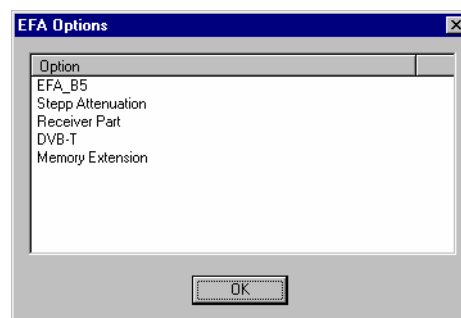 EFA Options
Option
EFA_B5
Stepp Attenuation
Receiver Part
DVB-T
Memory Extension
OK